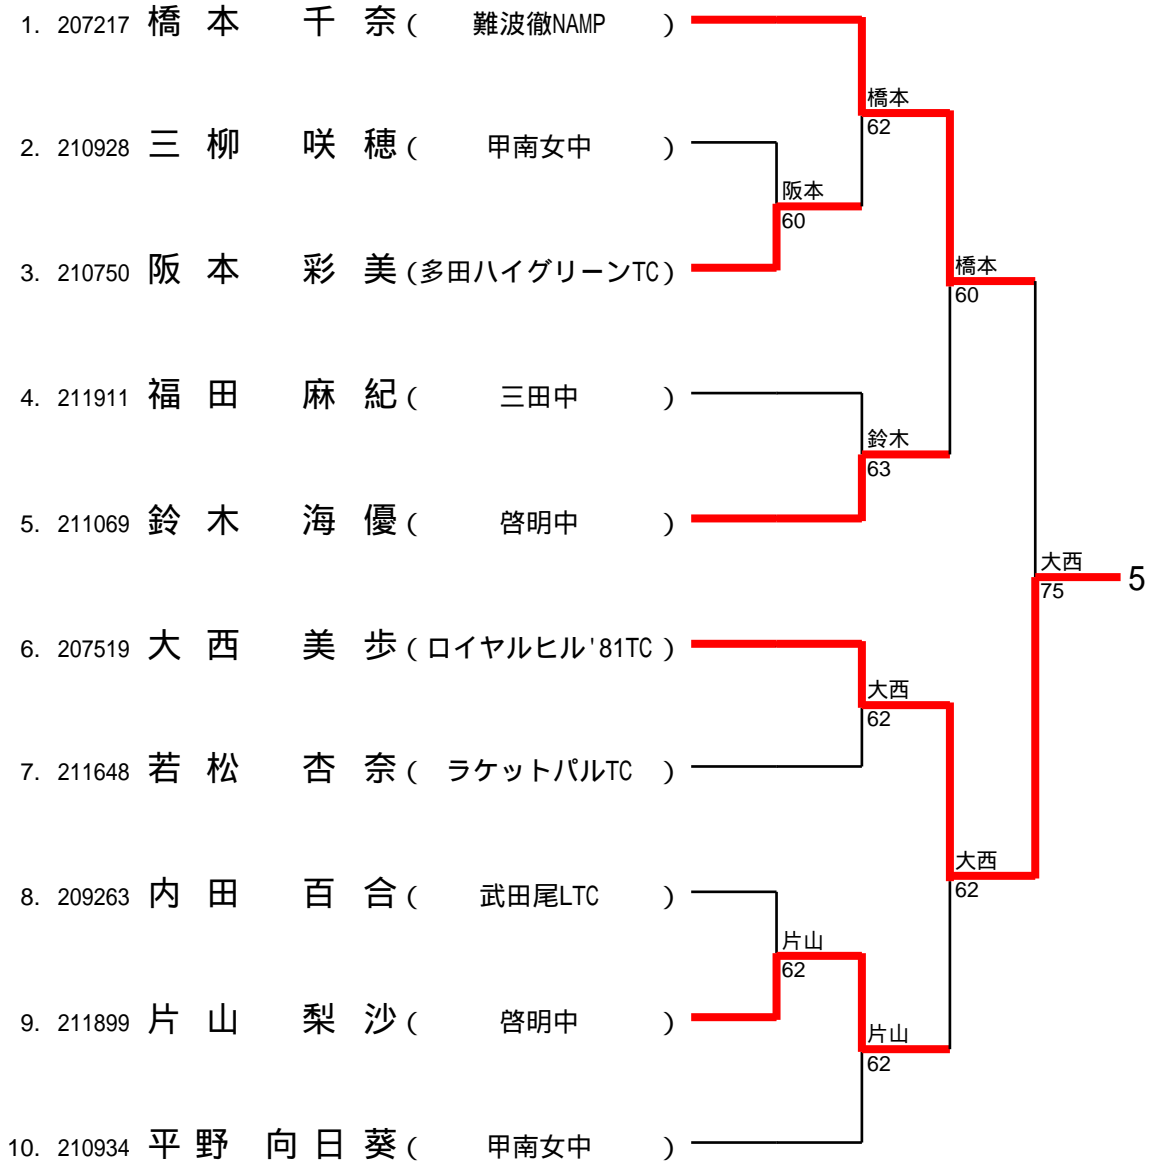 1. 207217 橋本 千奈 ( 難波徹NAMP )
橋本
62
2. 210928 三柳 咲穂 ( 甲南女中 )
阪本
60
3. 210750 阪本 彩美 (多田ハイグリーンTC)
橋本
60
4. 211911 福田 麻紀 ( 三田中 )
鈴木
63
5. 211069 鈴木 海優 ( 啓明中 )
大西
75
5
6. 207519 大西 美歩 ( ロイヤルヒル'81TC )
大西
62
7. 211648 若松 杏奈 ( ラケットパルTC )
大西
62
8. 209263 内田 百合 ( 武田尾LTC )
片山
62
9. 211899 片山 梨沙 ( 啓明中 )
片山
62
10. 210934 平野 向日葵 ( 甲南女中 )